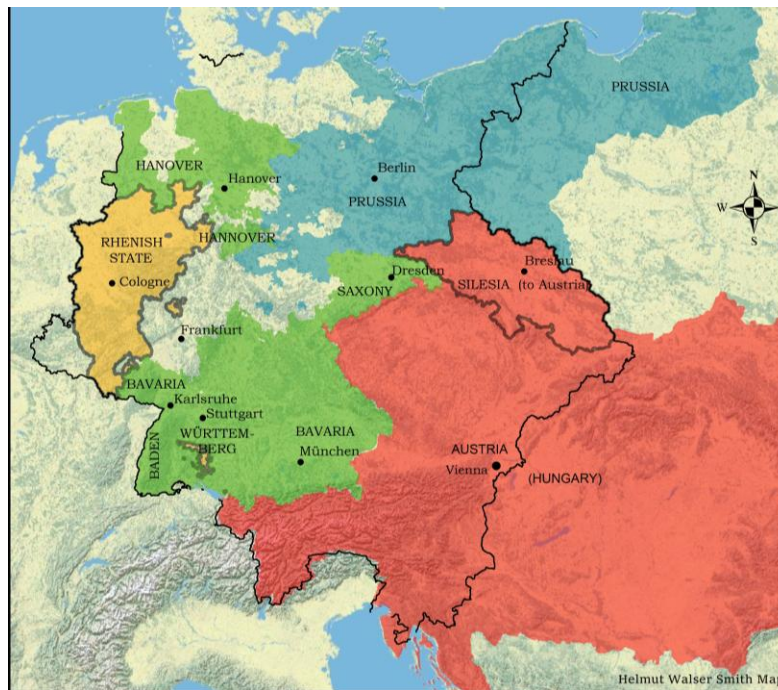 PRUSSIA
HANOVER
Hanover
Berlin
PRUSSIA
N
W
S
RHENISH
STATE
HANNOVER
Cologne
Dresden
Breslau
SAXONY
SILESIA (to Austria)
Frankfurt
BAVARIA
Karlsruhe
Stuttgart
WÜRTTEM-
BERG
BADEN
BAVARIA
München
AUSTRIA
Vienna
(HUNGARY)
Helmut Walser Smith Map